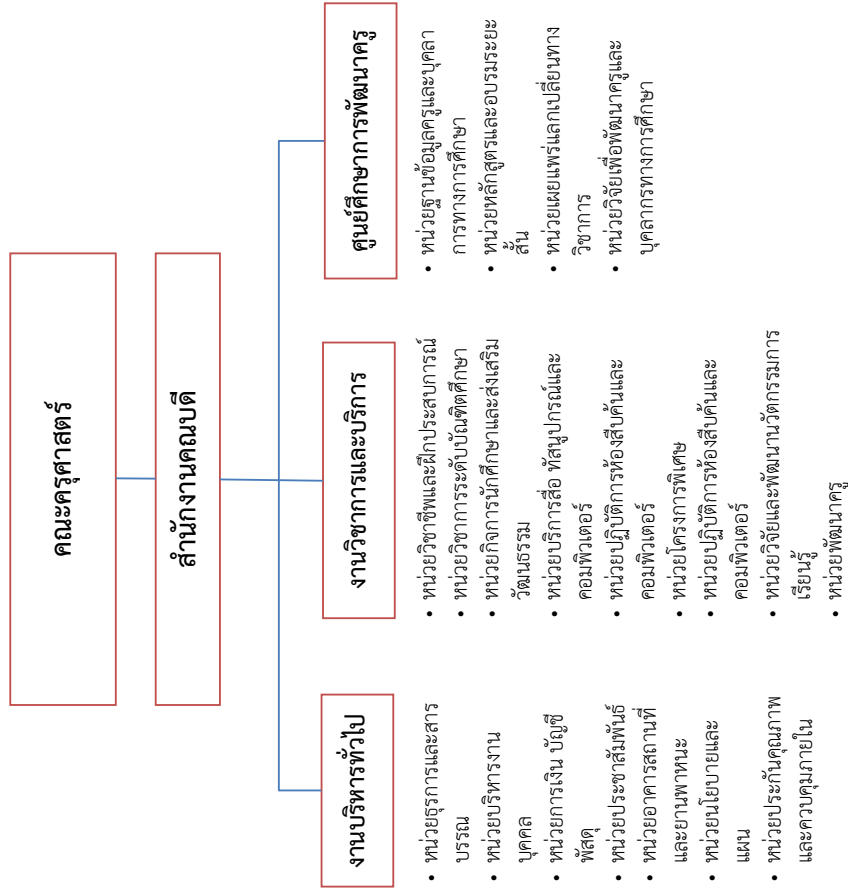 คณะครุศาสตร์
สำนักงานคณบดี
งานบริหารทั่วไป
• หน่วยธุรการและสาร
บรรณ
• หน่วยบริหารงาน
บุคคล
• หน่วยการเงิน บัญชี
พัสดุ
• หน่วยประชาสัมพันธ์
• หน่วยอาคารสถานที่
และยานพาหนะ
• หน่วยนโยบายและ
แผน
• หน่วยประกันคุณภาพ
และควบคุมภายใน
งานวิชาการและบริการ
• หน่วยวิชาชีพและฝึกประสบการณ์
• หน่วยวิชาการระดับบัณฑิตศึกษา
• หน่วยกิจการนักศึกษาและส่งเสริม
วัฒนธรรม
• หน่วยบริการสื่อ ทัสนูปกรณ์และ
คอมพิวเตอร์
• หน่วยปฏิบัติการห้องสืบค้นและ
คอมพิวเตอร์
• หน่วยโครงการพิเศษ
• หน่วยปฏิบัติการห้องสืบค้นและ
คอมพิวเตอร์
• หน่วยวิจัยและพัฒนานวัตกรรมการ
เรียนรู้
• หน่วยพัฒนาครู
ศูนย์ศึกษาการพัฒนาครู
• หน่วยฐานข้อมูลครูและบุคลา
การทางการศึกษา
• หน่วยหลักสูตรและอบรมระยะ
สั้น
• หน่วยเผยแพร่แลกเปลี่ยนทาง
วิชาการ
• หน่วยวิจัยเพื่อพัฒนาครูและ
บุคลากรทางการศึกษา